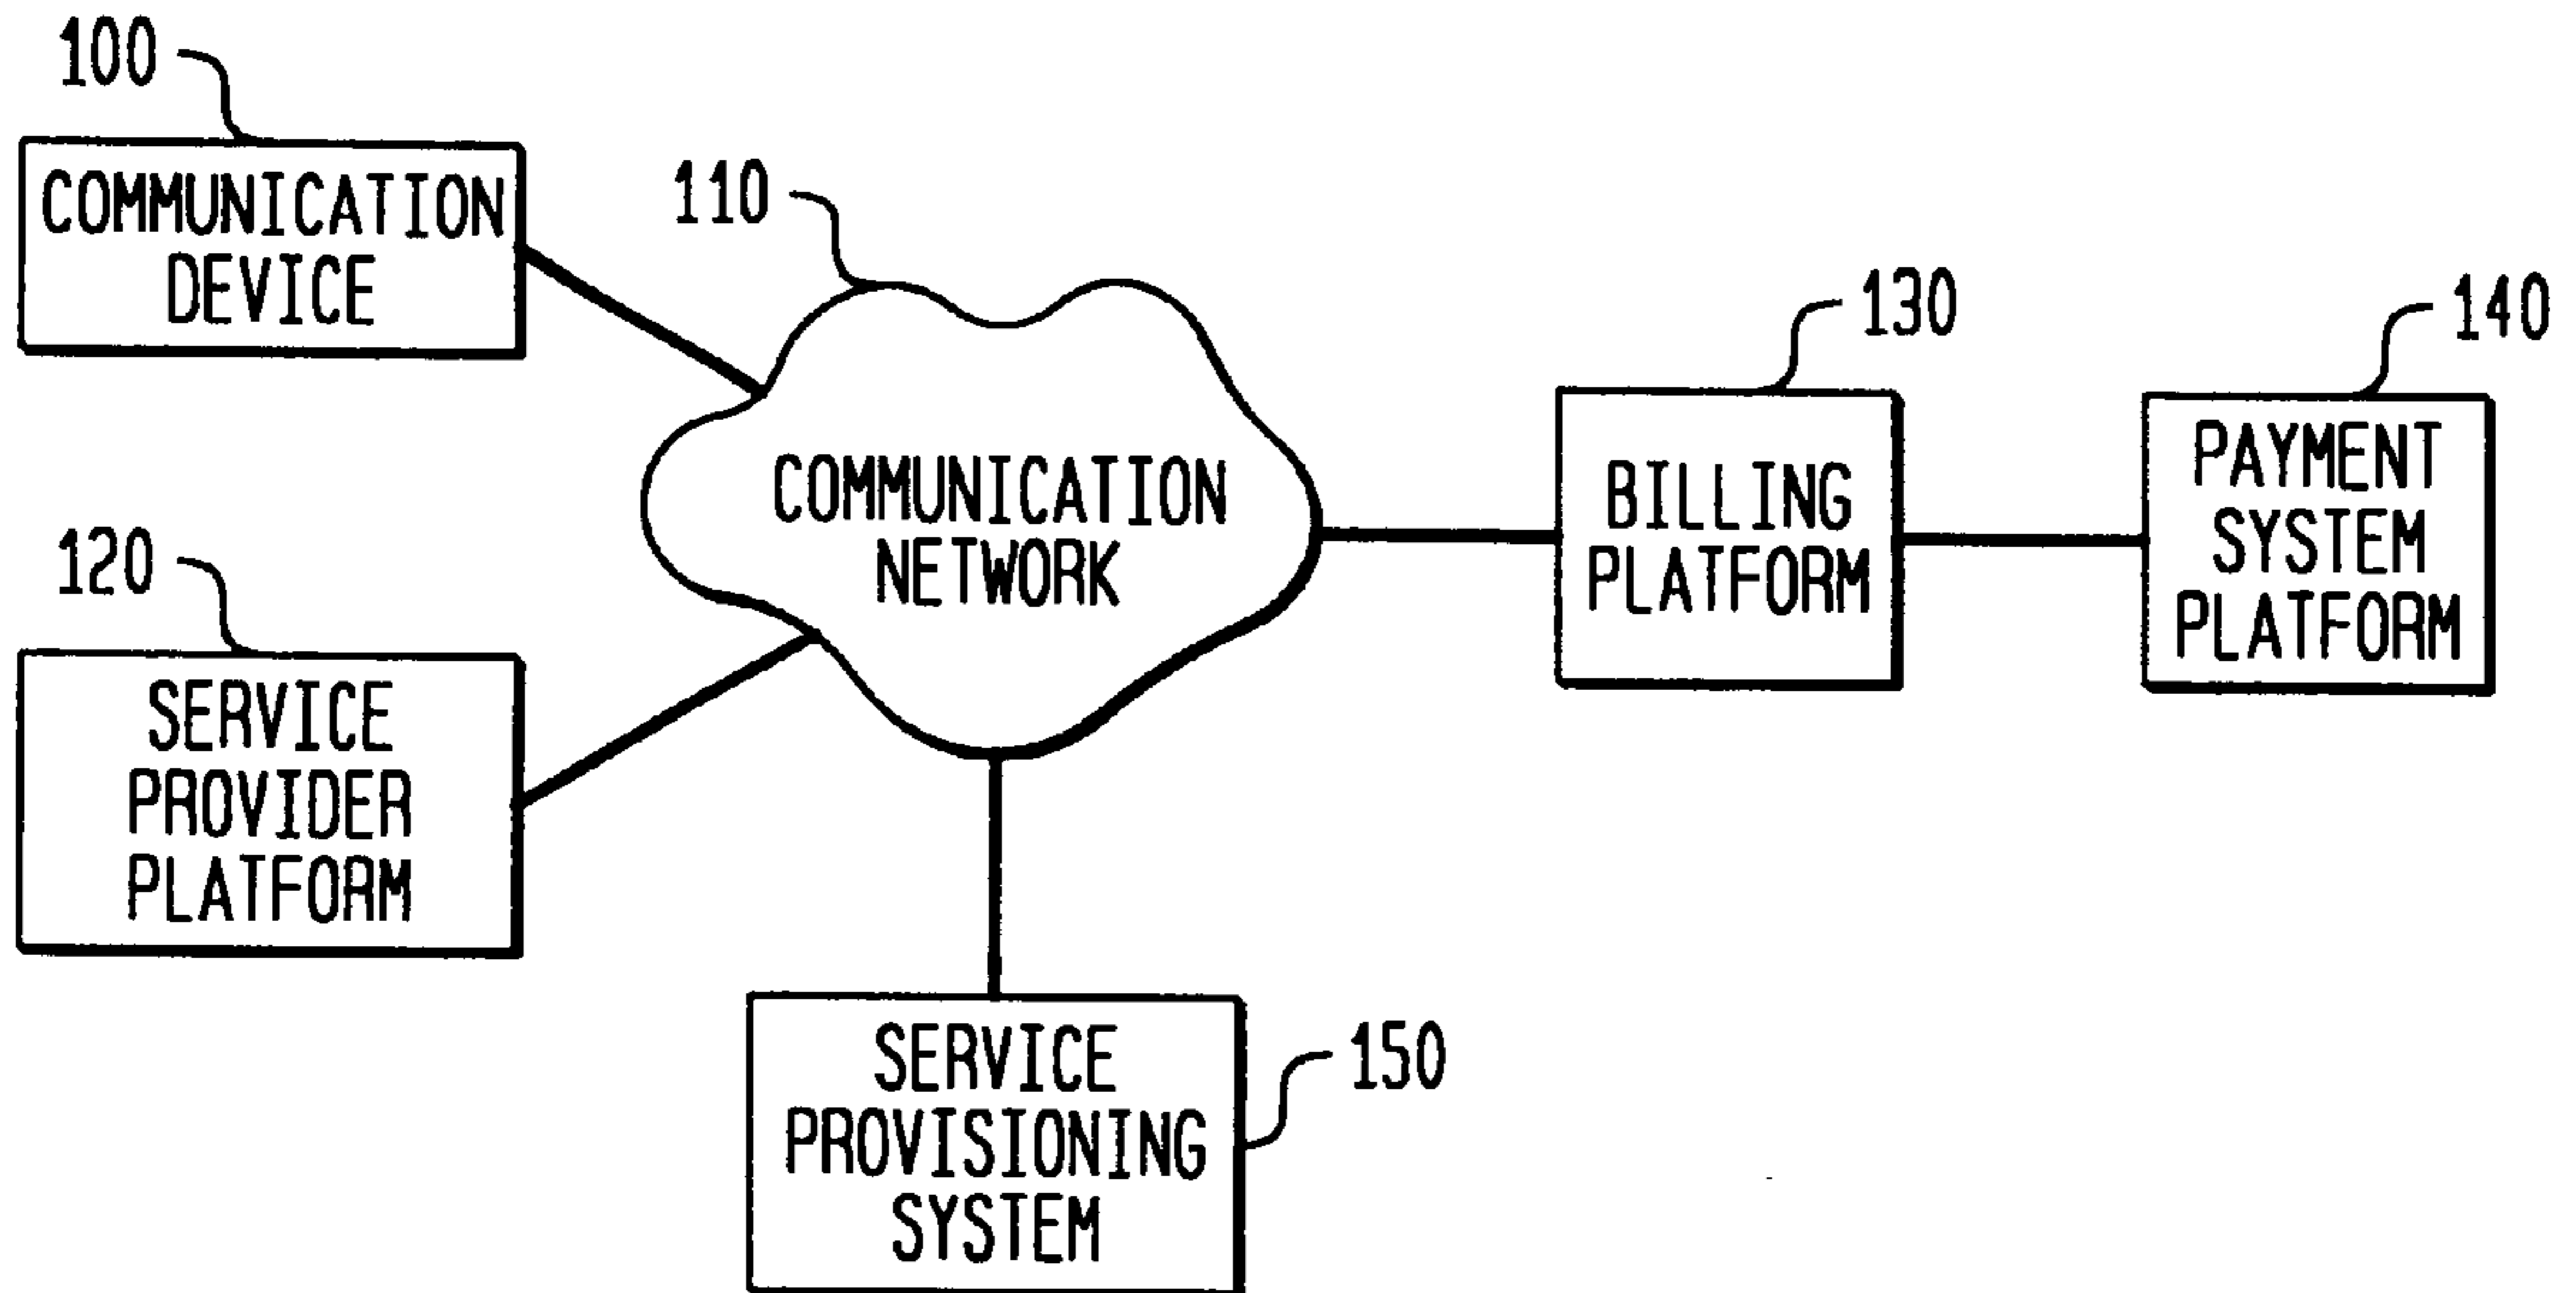 100
COMMUNICATION
DEVICE
110
COMMUNICATION
NETWORK
120
SERVICE
PROVIDER
PLATFORM
130
BILLING
PLATFORM
140
PAYMENT
SYSTEM
PLATFORM
SERVICE
PROVISIONING
SYSTEM
150